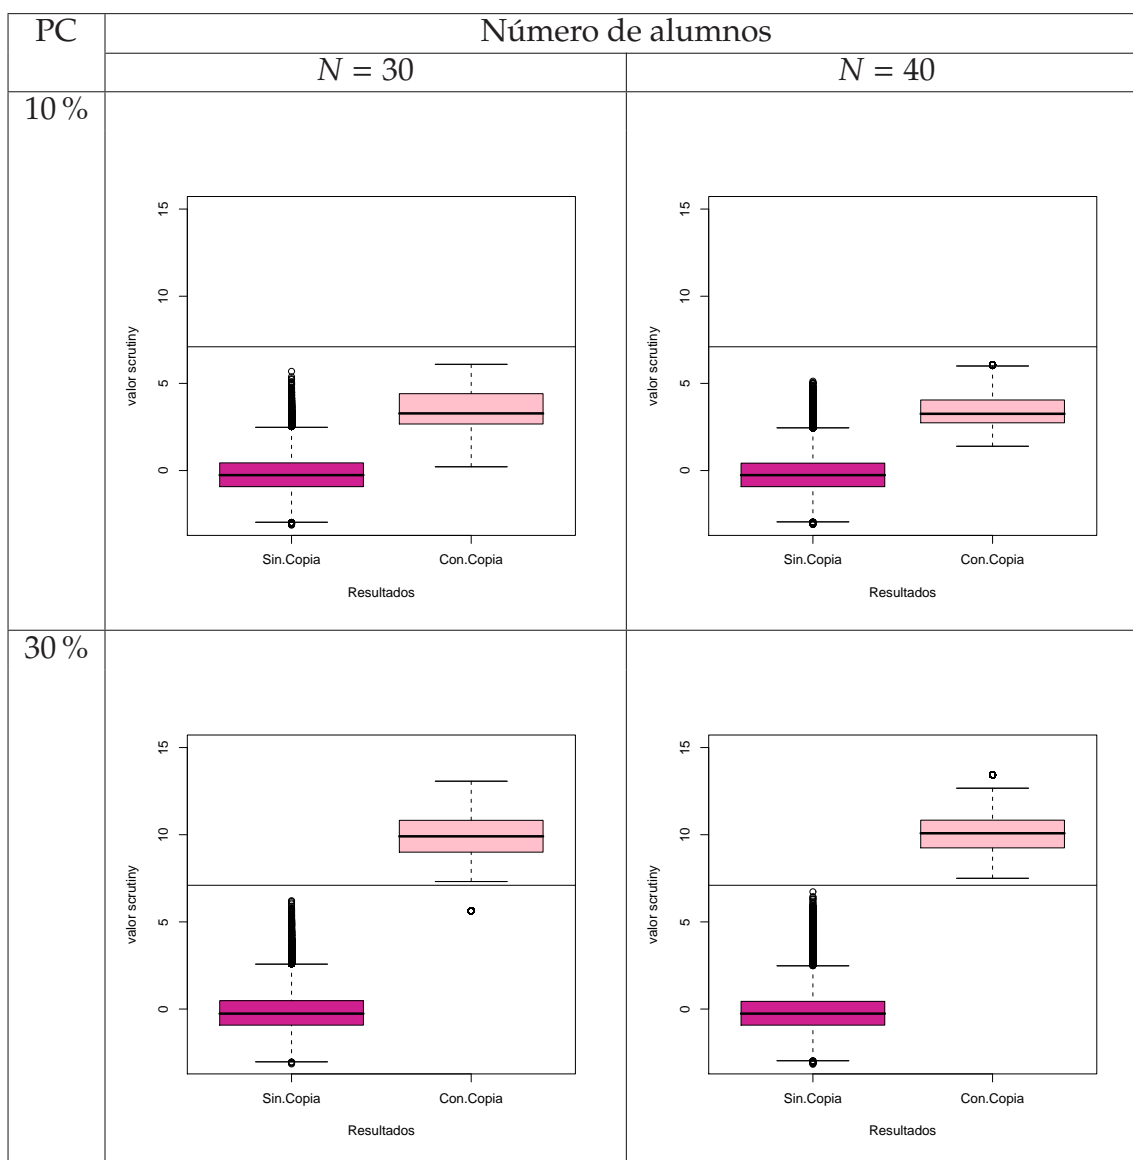 PC Número de alumnos
N = 30 N = 40
10 %
15 15
10 10
valor scrutiny valor scrutiny
5 5
0 0
Sin.Copia Con.Copia Sin.Copia Con.Copia
Resultados Resultados
30 %
15 15
10 10
valor scrutiny valor scrutiny
5 5
0 0
Sin.Copia Con.Copia Sin.Copia Con.Copia
Resultados Resultados